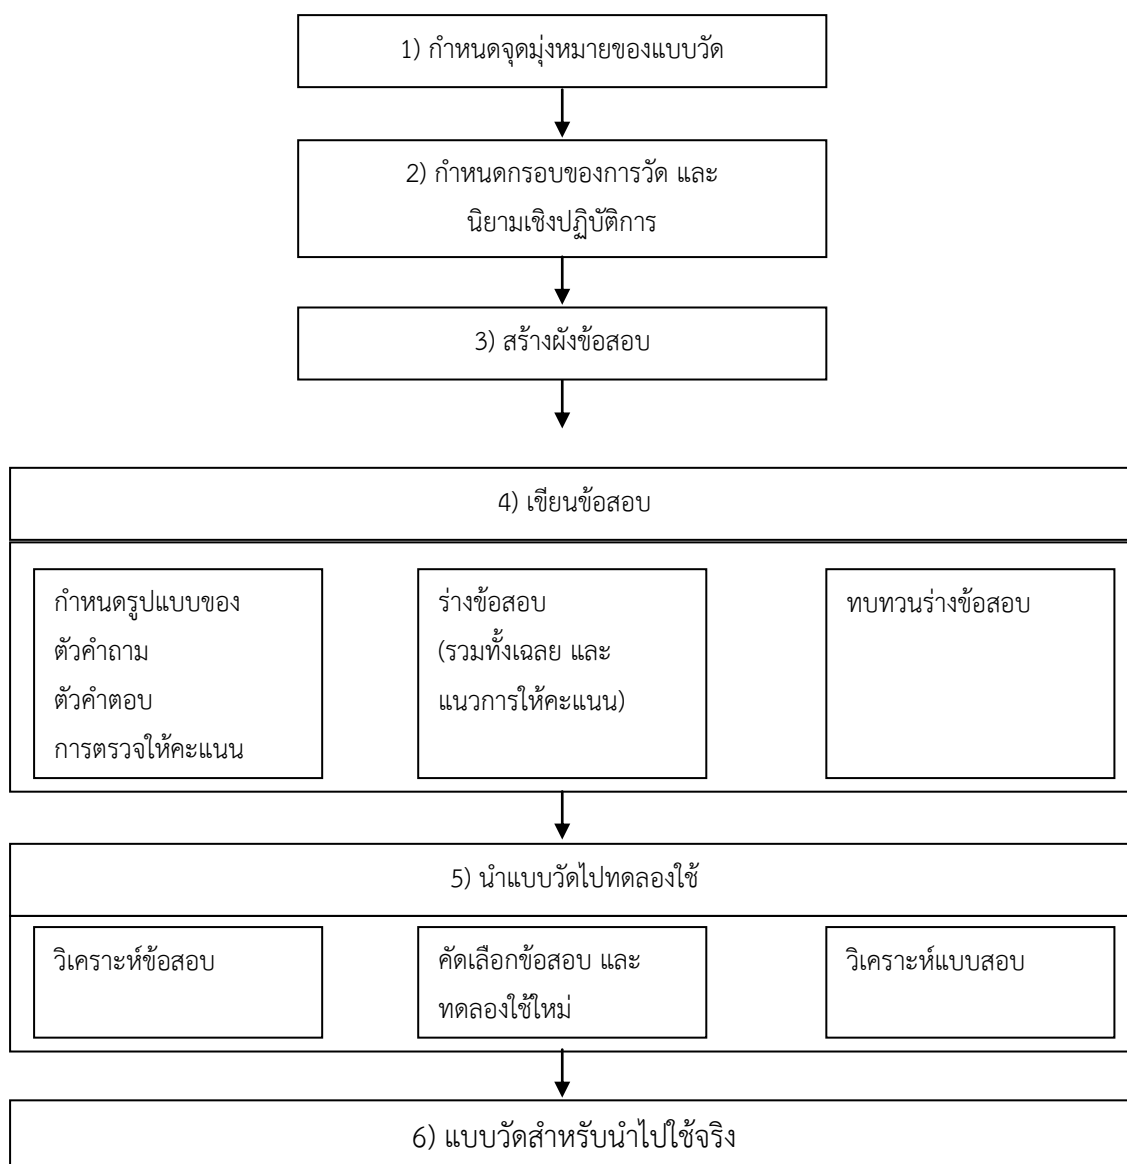 1) กำหนดจุดมุ่งหมายของแบบวัด
2) กำหนดกรอบของการวัด และ
นิยามเชิงปฏิบัติการ
3) สร้างผังข้อสอบ
4) เขียนข้อสอบ
กำหนดรูปแบบของ
ตัวคำถาม
ตัวคำตอบ
การตรวจให้คะแนน
ร่างข้อสอบ
(รวมทั้งเฉลย และ
แนวการให้คะแนน)
ทบทวนร่างข้อสอบ
5) นำแบบวัดไปทดลองใช้
วิเคราะห์ข้อสอบ
คัดเลือกข้อสอบ และ
ทดลองใช้ใหม่
วิเคราะห์แบบสอบ
6) แบบวัดสำหรับนำไปใช้จริง